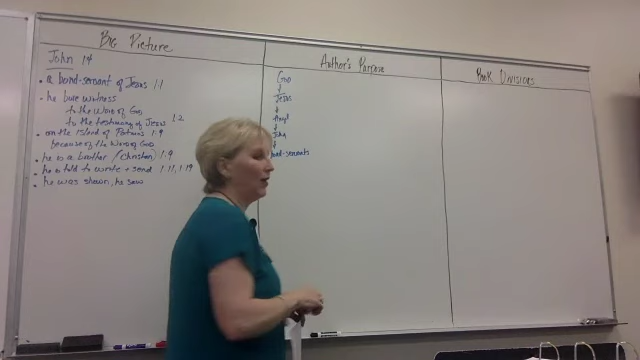 Big Picture
John 14
• a bond-servant of Jesus 1:1
• he bore witness
to the Word of God
to the testimony of Jesus 1:2
• on the island of Patmos 1:9
because of the Word of God
• he is a brother / (Christian) 1:9
• he is told to write & send 1:11, 1:19
• he was shown, he saw
Author's Purpose
God
Jesus
Angel
John
bond-servants
Book Divisions